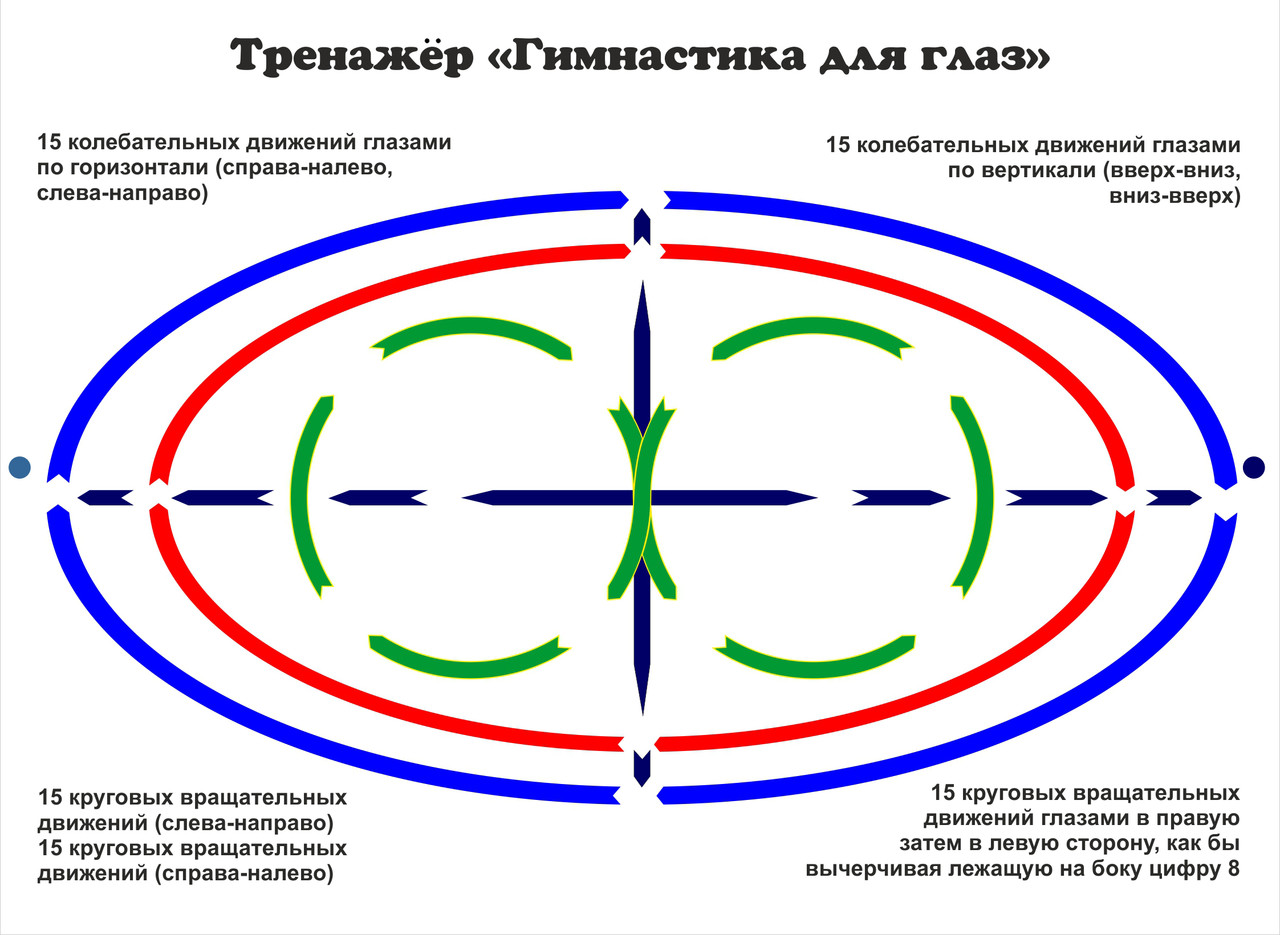 Тренажёр «Гимнастика для глаз»
15 колебательных движений глазами
по горизонтали (справа-налево,
слева-направо)
15 колебательных движений глазами
по вертикали (вверх-вниз,
вниз-вверх)
15 круговых вращательных
движений (слева-направо)
15 круговых вращательных
движений (справа-налево)
15 круговых вращательных
движений глазами в правую
затем в левую сторону, как бы
вычерчивая лежащую на боку цифру 8